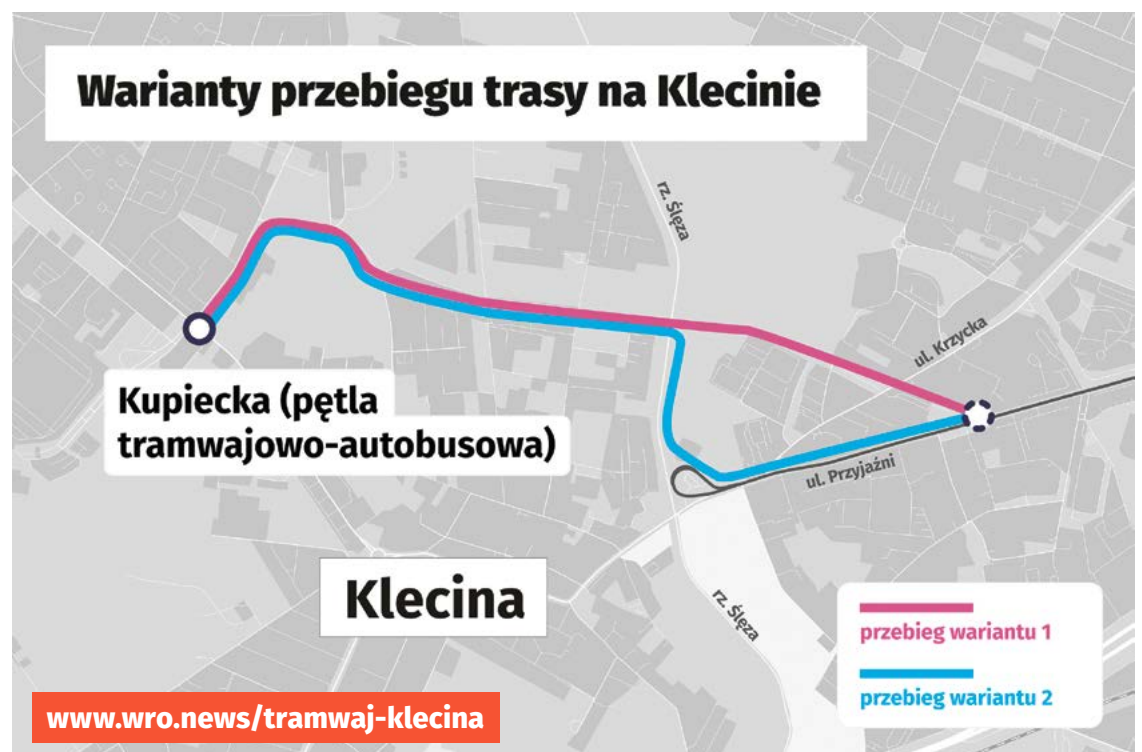 Warianty przebiegu trasy na Klecinie
rz. Ślęza
ul. Krzycka
Kupiecka (pętla
tramwajowo-autobusowa)
ul. Przyjaźni
Klecina
rz. Ślęza
przebieg wariantu 1
przebieg wariantu 2
www.wro.news/tramwaj-klecina